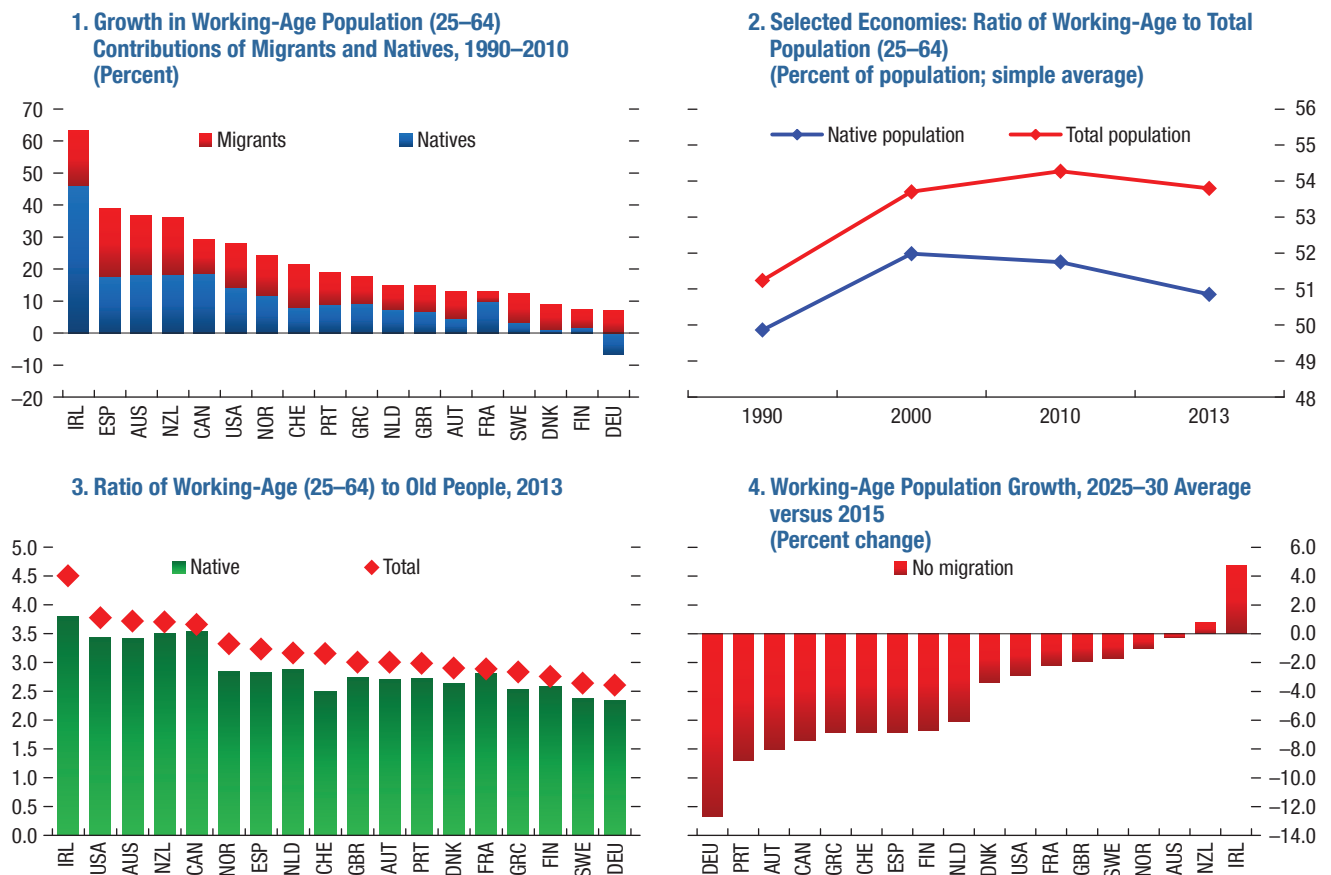 1. Growth in Working-Age Population (25–64)
Contributions of Migrants and Natives, 1990–2010
(Percent)
70
60
50
40
30
20
10
0
–10
–20
Migrants
Natives
IRL
ESP
AUS
NZL
CAN
USA
NOR
CHE
PRT
GRC
NLD
GBR
AUT
FRA
SWE
DNK
FIN
DEU
2. Selected Economies: Ratio of Working-Age to Total
Population (25–64)
(Percent of population; simple average)
Native population
Total population
56
55
54
53
52
51
50
49
48
1990
2000
2010
2013
3. Ratio of Working-Age (25–64) to Old People, 2013
5.0
4.5
4.0
3.5
3.0
2.5
2.0
1.5
1.0
0.5
0.0
Native
Total
IRL
USA
AUS
NZL
CAN
NOR
ESP
NLD
CHE
GBR
AUT
PRT
DNK
FRA
GRC
FIN
SWE
DEU
4. Working-Age Population Growth, 2025–30 Average
versus 2015
(Percent change)
No migration
6.0
4.0
2.0
0.0
–2.0
–4.0
–6.0
–8.0
–10.0
–12.0
–14.0
DEU
PRT
AUT
CAN
GRC
CHE
ESP
FIN
NLD
DNK
USA
FRA
GBR
SWE
NOR
AUS
NZL
IRL